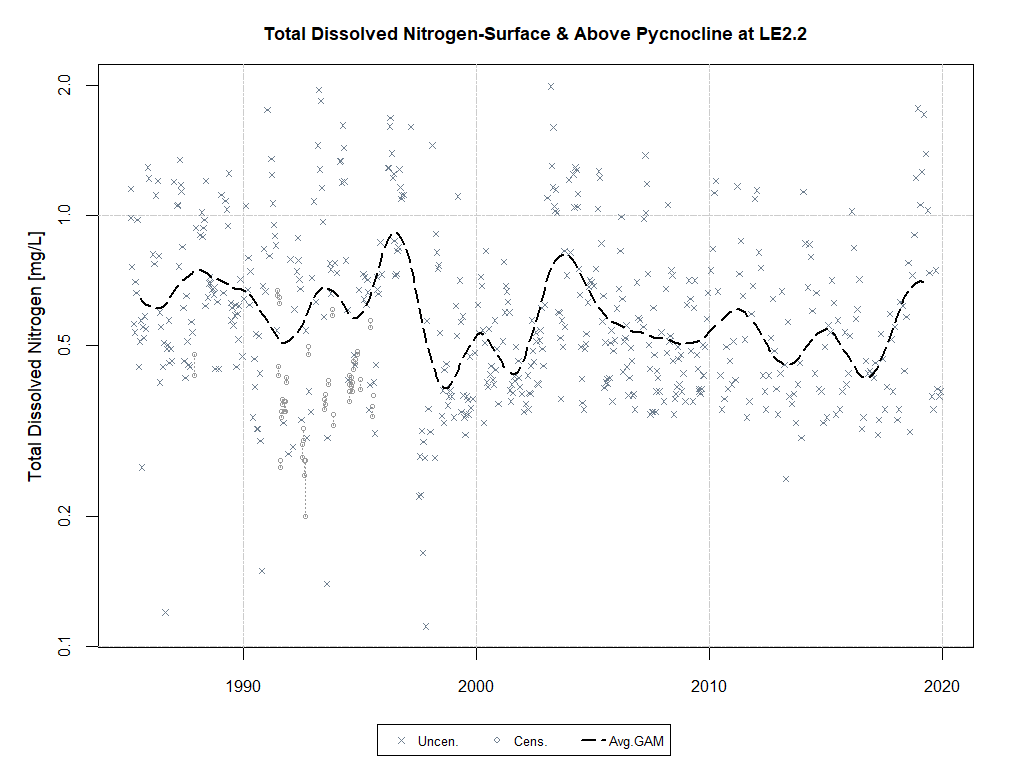 Total Dissolved Nitrogen-Surface & Above Pycnocline at LE2.2
Total Dissolved Nitrogen [mg/L]
2.0
1.0
0.5
0.2
0.1
1990 2000 2010 2020
Uncen. Cens. Avg.GAM